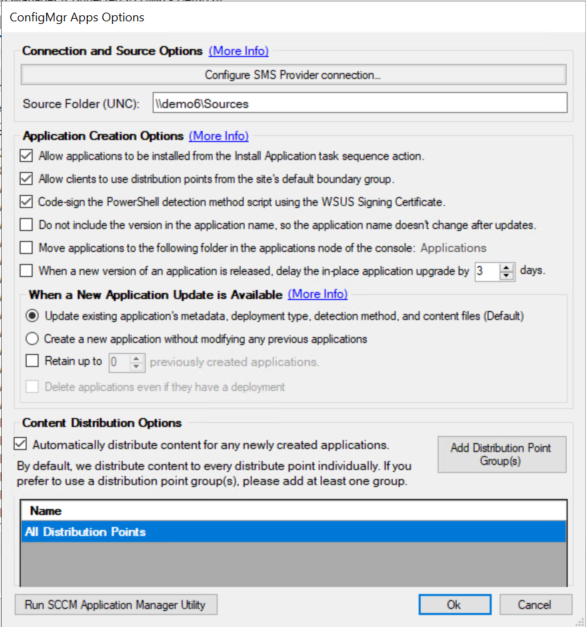 ConfigMgr Apps Options
Connection and Source Options (More Info)
Configure SMS Provider connection...
Source Folder (UNC): \\demo6\Sources
Application Creation Options (More Info)
Allow applications to be installed from the Install Application task sequence action.
Allow clients to use distribution points from the site's default boundary group.
Code-sign the PowerShell detection method script using the WSUS Signing Certificate.
Do not include the version in the application name, so the application name doesn't change after updates.
Move applications to the following folder in the applications node of the console: Applications
When a new version of an application is released, delay the in-place application upgrade by 3 days.
When a New Application Update is Available (More Info)
Update existing application's metadata, deployment type, detection method, and content files (Default)
Create a new application without modifying any previous applications
Retain up to 0 previously created applications.
Delete applications even if they have a deployment
Content Distribution Options
Automatically distribute content for any newly created applications.
Add Distribution Point
Group(s)
By default, we distribute content to every distribute point individually. If you
prefer to use a distribution point group(s), please add at least one group.
Name
All Distribution Points
Run SCCM Application Manager Utility
Ok
Cancel